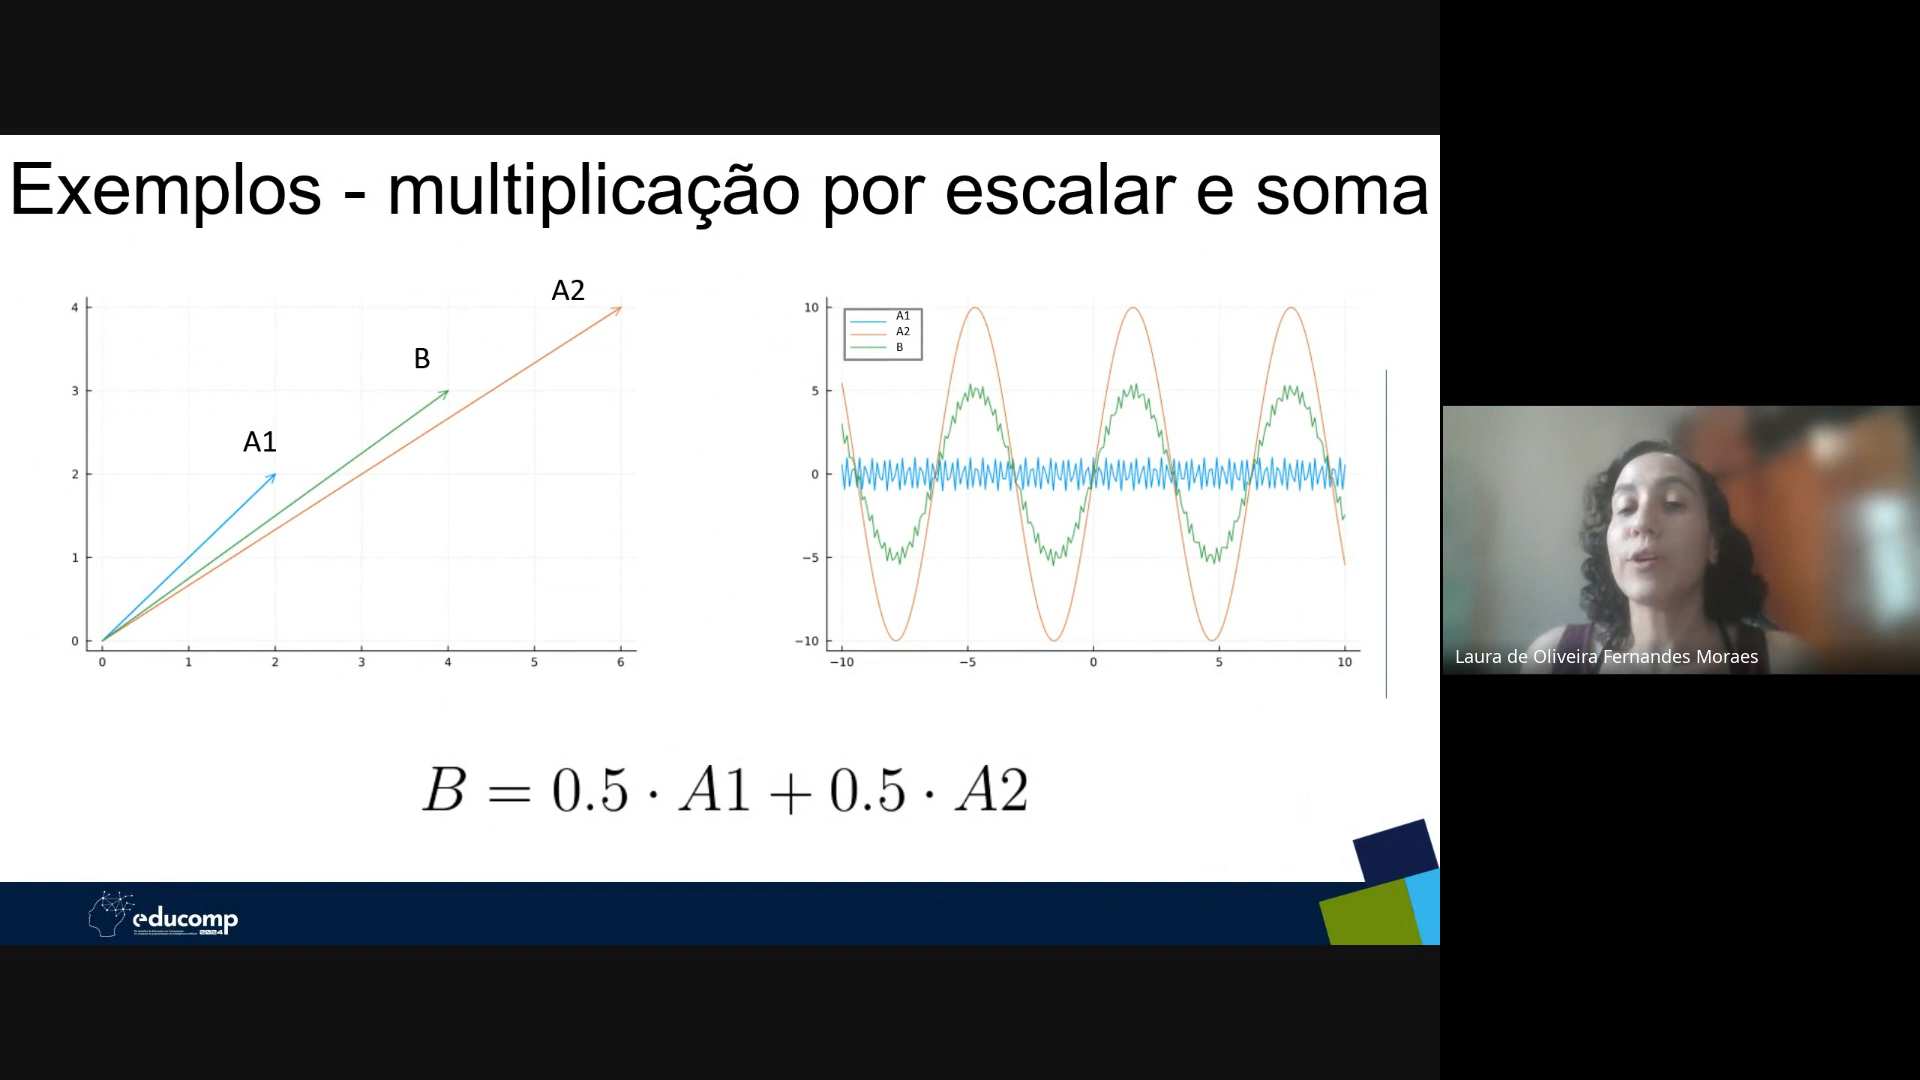 Exemplos - multiplicação por escalar e soma
A2
B
A1
4
3
2
1
0
0 1 2 3 4 5 6
A1
A2
B
10
5
0
−5
−10
−10 −5 0 5 10
B = 0.5 · A1 + 0.5 · A2
educomp
2024
Laura de Oliveira Fernandes Moraes